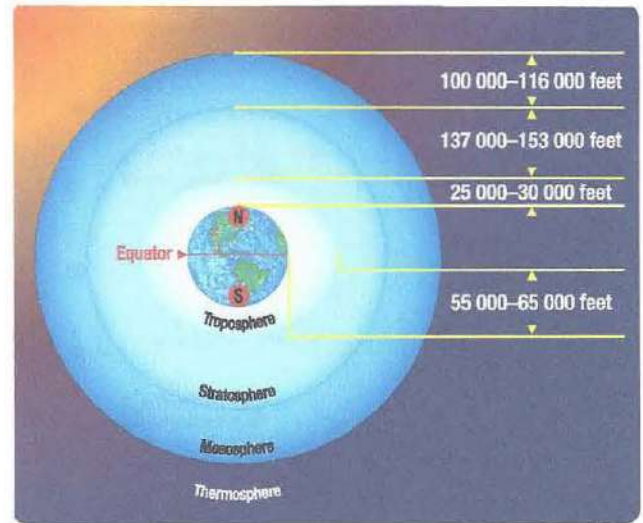 100 000–116 000 feet
137 000–153 000 feet
25 000–30 000 feet
N
Equator
S
55 000–65 000 feet
Troposphere
Stratosphere
Mesosphere
Thermosphere